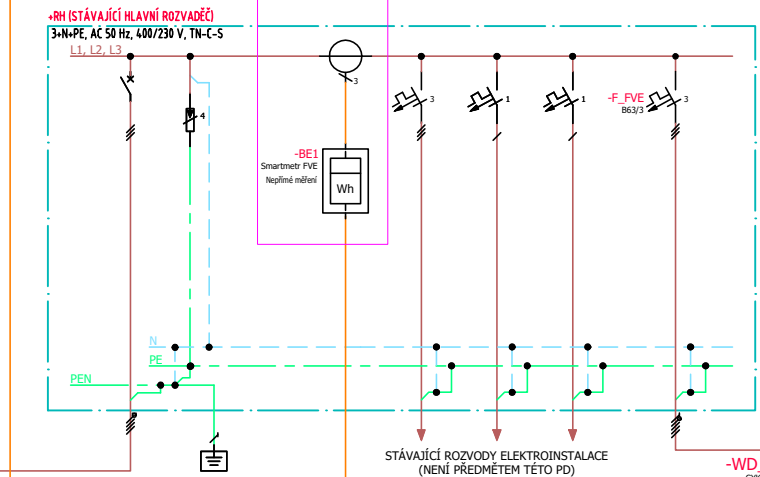 +RH (STÁVAJÍCÍ HLAVNÍ ROZVADĚČ)
3+N+PE, AC 50 Hz, 400/230 V, TN-C-S
L1, L2, L3
3
4
3
1
1
-F_FVE
B63/3
3
-BE1
Smartmetr FVE
Nepřímé měření
Wh
N
PE
PEN
STÁVAJÍCÍ ROZVODY ELEKTROINSTALACE
(NENÍ PŘEDMĚTEM TÉTO PD)
-WD_